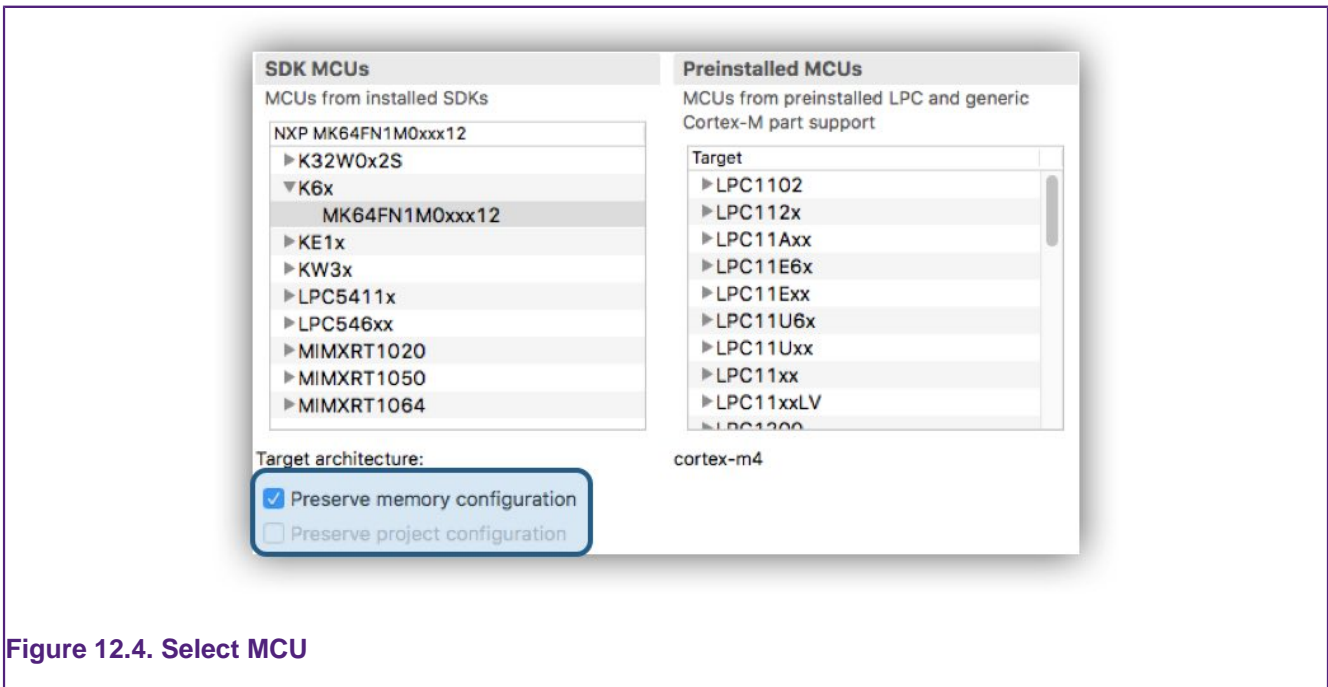 SDK MCUs
MCUs from installed SDKs
NXP MK64FN1M0xxx12
K32W0x2S
K6x
MK64FN1M0xxx12
KE1x
KW3x
LPC5411x
LPC546xx
MIMXRT1020
MIMXRT1050
MIMXRT1064
Preinstalled MCUs
MCUs from preinstalled LPC and generic
Cortex-M part support
Target
LPC1102
LPC112x
LPC11Axx
LPC11E6x
LPC11Exx
LPC11U6x
LPC11Uxx
LPC11xx
LPC11xxLV
LPC1200
Target architecture:
cortex-m4
Preserve memory configuration
Preserve project configuration
Figure 12.4. Select MCU